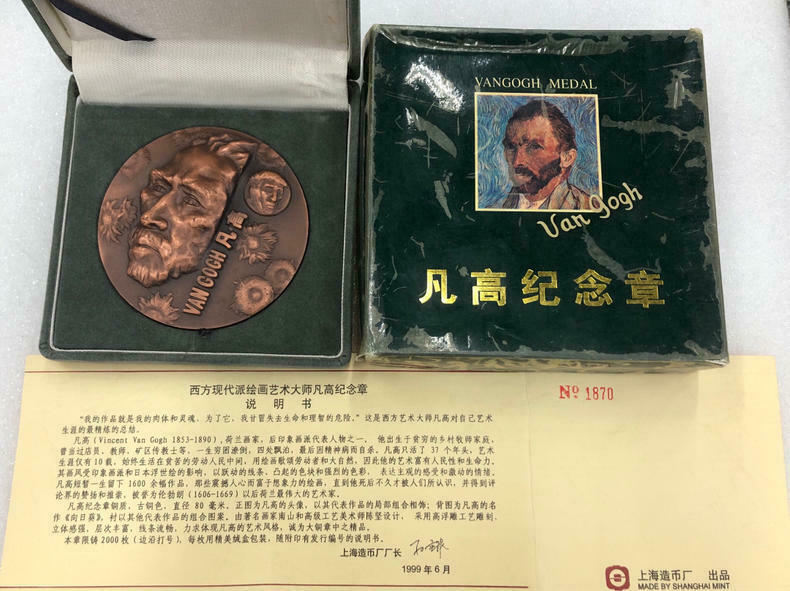 VAN GOGH 凡·高
VANGOGH MEDAL
Van Gogh
凡高纪念章
西方现代派绘画艺术大师凡高纪念章
说明书
“我的作品就是我的肉体和灵魂，为了它，我甘冒失去生命和理智的危险。”这是西方艺术大师凡高对自己艺术
生涯的最精炼的总结。
凡高(Vincent Van Gogh 1853-1890)，荷兰画家，后印象画派代表人物之一，他出生于贫穷的乡村牧师家庭，
曾当过店员、教师、矿区传教士等，一生穷困潦倒，四处飘泊，最后因精神病而自杀。凡高只活了 37 个年头，艺术
生涯仅有10载，始终生活在贫苦的劳动人民中间，用绘画歌颂劳动者和大自然，因此他的艺术富有人民性和生命力。
其画风受印象画派和日本浮世绘的影响，以跃动的线条、凸起的色块和强烈的色彩，表达主观的感受和激动的情绪。
凡高短暂一生留下 1600 余幅作品，那些震撼人心而富于想象力的绘画，直到他死后不久才被人们所认识，并得到评
论界的赞扬和推崇，被誉为伦勃朗(1606-1669)以后荷兰最伟大的艺术家。
凡高纪念章铜质，古铜色，直径 80 毫米，正图为凡高的头像，以其代表作品的局部组合相饰；背图为凡高的名
作《向日葵》，衬以其他代表作品的组合图案。由著名画家南山和高级工艺美术师陈坚设计，采用高浮雕工艺雕刻，
立体感强，层次丰富，线条流畅，力求体现凡高的艺术风格，诚为大铜章中之精品。
本章限铸2000枚(边沿打号)，每枚用精美绒盒包装，随附印有发行编号的说明书。
上海造币厂厂长
1999 年 6 月
No 1870
上海造币厂 出品
MADE BY SHANGHAI MINT